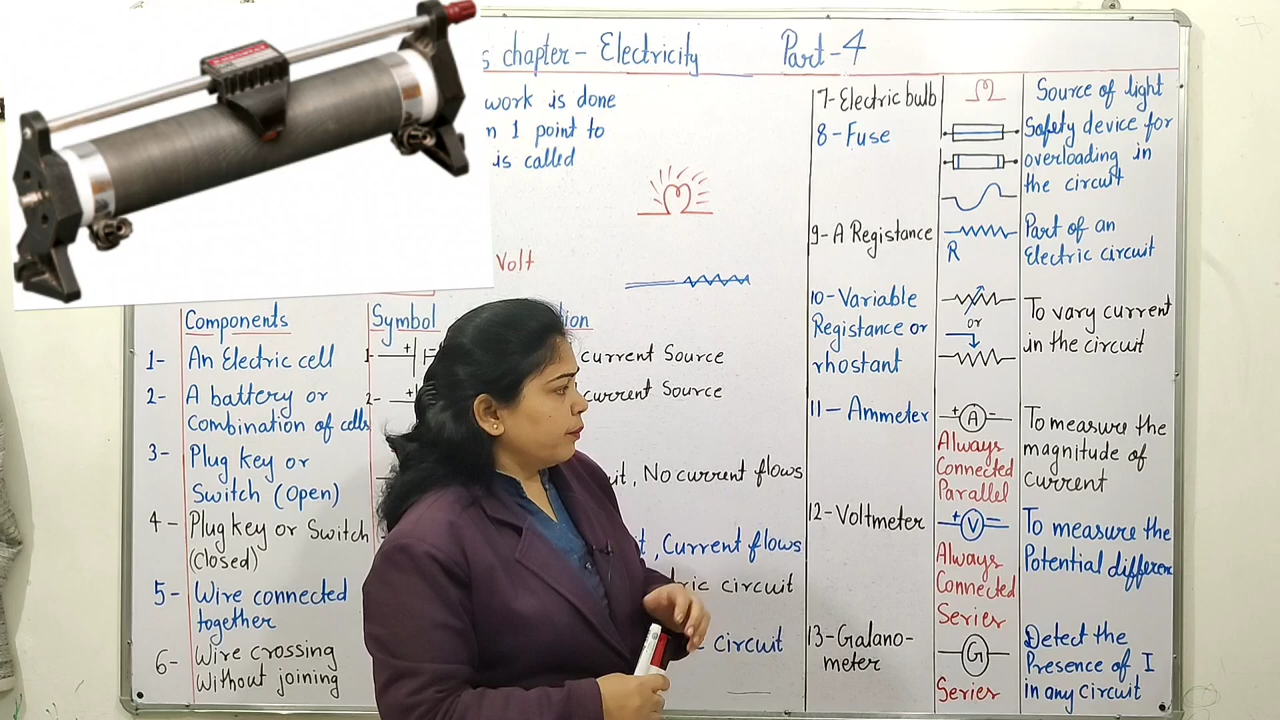 s chapter - Electricity Part-4
work is done
n 1 point to
is called
Volt
Components Symbol tion
1- An Electric cell 1- + current Source
2- A battery or 2- + current Source
Combination of cells
3- Plug key or
Switch (Open) it, No current flows
4- Plug key or Switch
(Closed) t, Current flows
5- Wire connected ric circuit
together
6- Wire crossing circuit
Without joining
7- Electric bulb Source of light
8- Fuse Safety device for
overloading in
the circuit
9- A Registance R Part of an
Electric circuit
10- Variable or To vary current
Registance or in the circuit
rhostant
11- Ammeter + A - To measure the
Always magnitude of
Connected current
Parallel
12- Voltmeter + V - To measure the
Always Potential differen
Connected
Series
13- Galano- G Detect the
meter Presence of I
Series in any circuit